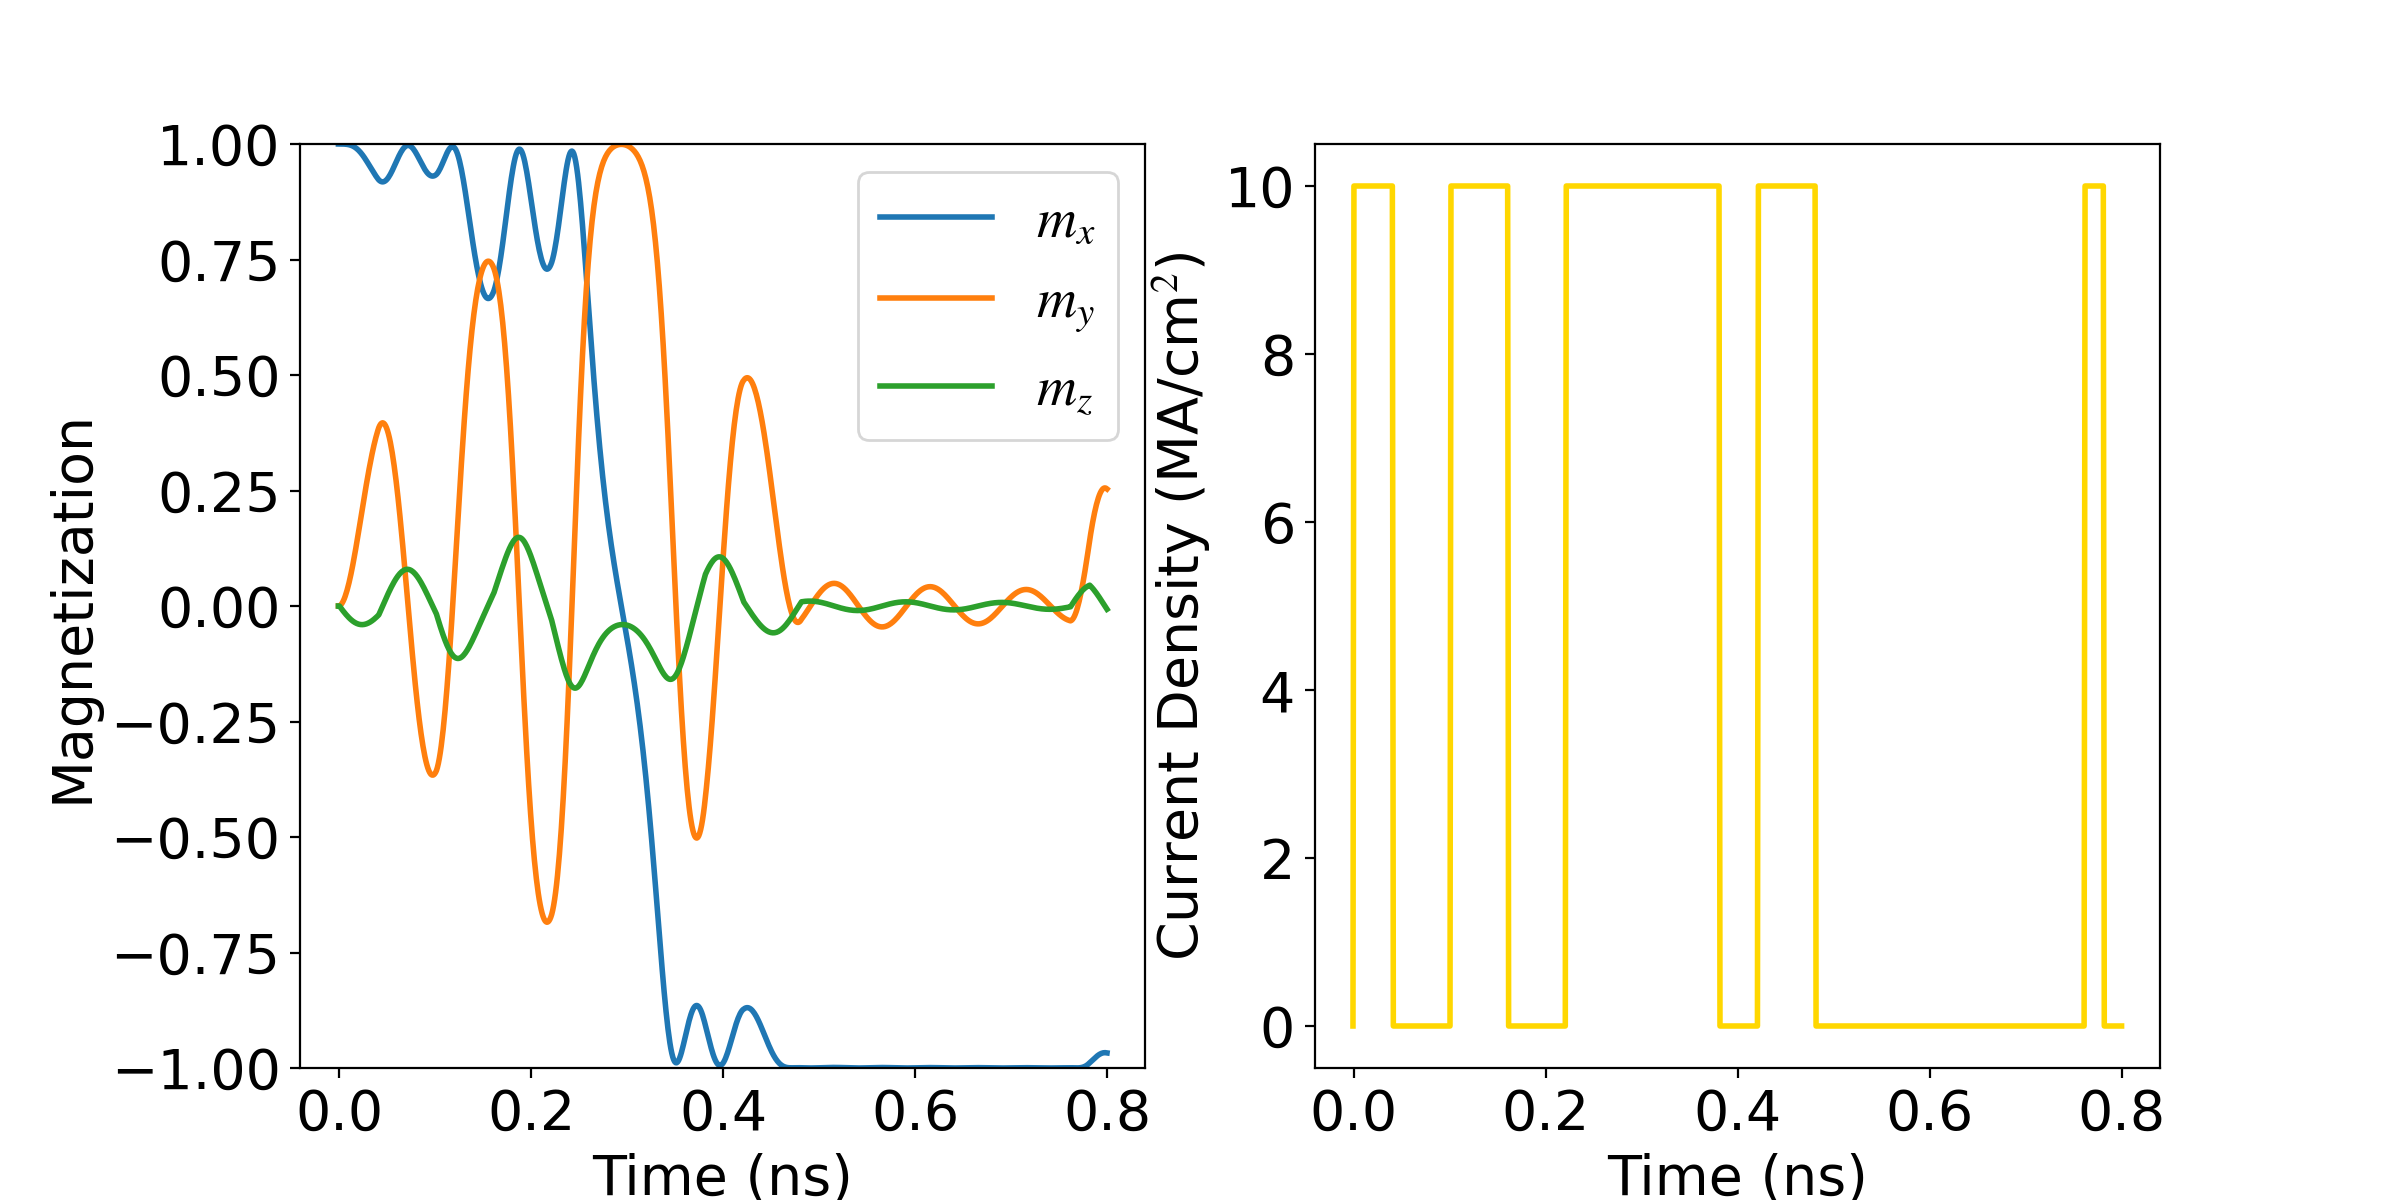 Magnetization
1.00
0.75
0.50
0.25
0.00
−0.25
−0.50
−0.75
−1.00
0.0 0.2 0.4 0.6 0.8
Time (ns)
m_x
m_y
m_z
Current Density (MA/cm²)
10
8
6
4
2
0
0.0 0.2 0.4 0.6 0.8
Time (ns)